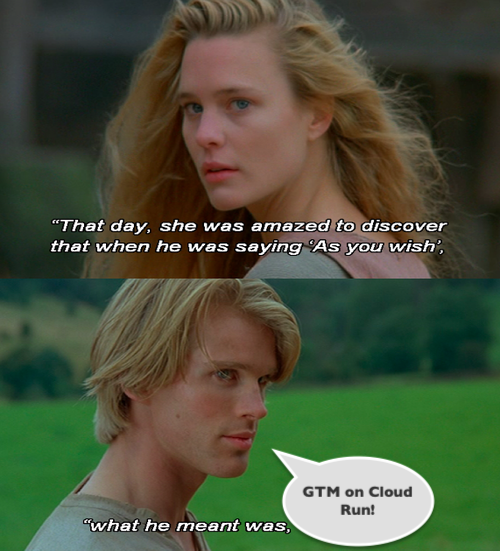 “That day, she was amazed to discover
that when he was saying ‘As you wish’,
“what he meant was,
GTM on Cloud
Run!